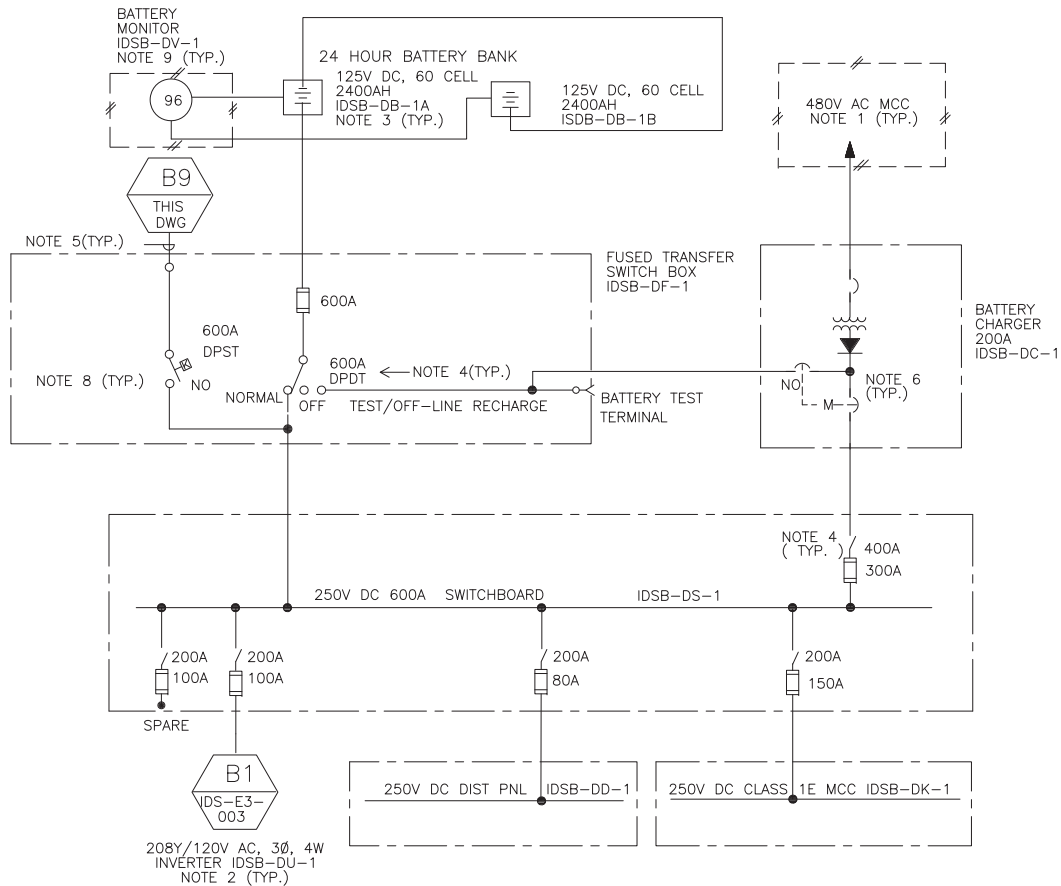 BATTERY
MONITOR
IDSB-DV-1
NOTE 9 (TYP.)
96
24 HOUR BATTERY BANK
125V DC, 60 CELL
2400AH
IDSB-DB-1A
NOTE 3 (TYP.)
125V DC, 60 CELL
2400AH
ISDB-DB-1B
480V AC MCC
NOTE 1 (TYP.)
B9
THIS
DWG
NOTE 5(TYP.)
FUSED TRANSFER
SWITCH BOX
IDSB-DF-1
600A
600A
DPST
NOTE 8 (TYP.)
NO
600A
DPDT
NOTE 4(TYP.)
NORMAL
OFF
TEST/OFF-LINE RECHARGE
BATTERY TEST
TERMINAL
BATTERY
CHARGER
200A
IDSB-DC-1
NO
NOTE 6
(TYP.)
M
NOTE 4
( TYP. )
400A
300A
250V DC 600A SWITCHBOARD IDSB-DS-1
200A
100A
200A
100A
200A
80A
200A
150A
SPARE
B1
IDS-E3-
003
208Y/120V AC, 3Ø, 4W
INVERTER IDSB-DU-1
NOTE 2 (TYP.)
250V DC DIST PNL IDSB-DD-1
250V DC CLASS 1E MCC IDSB-DK-1